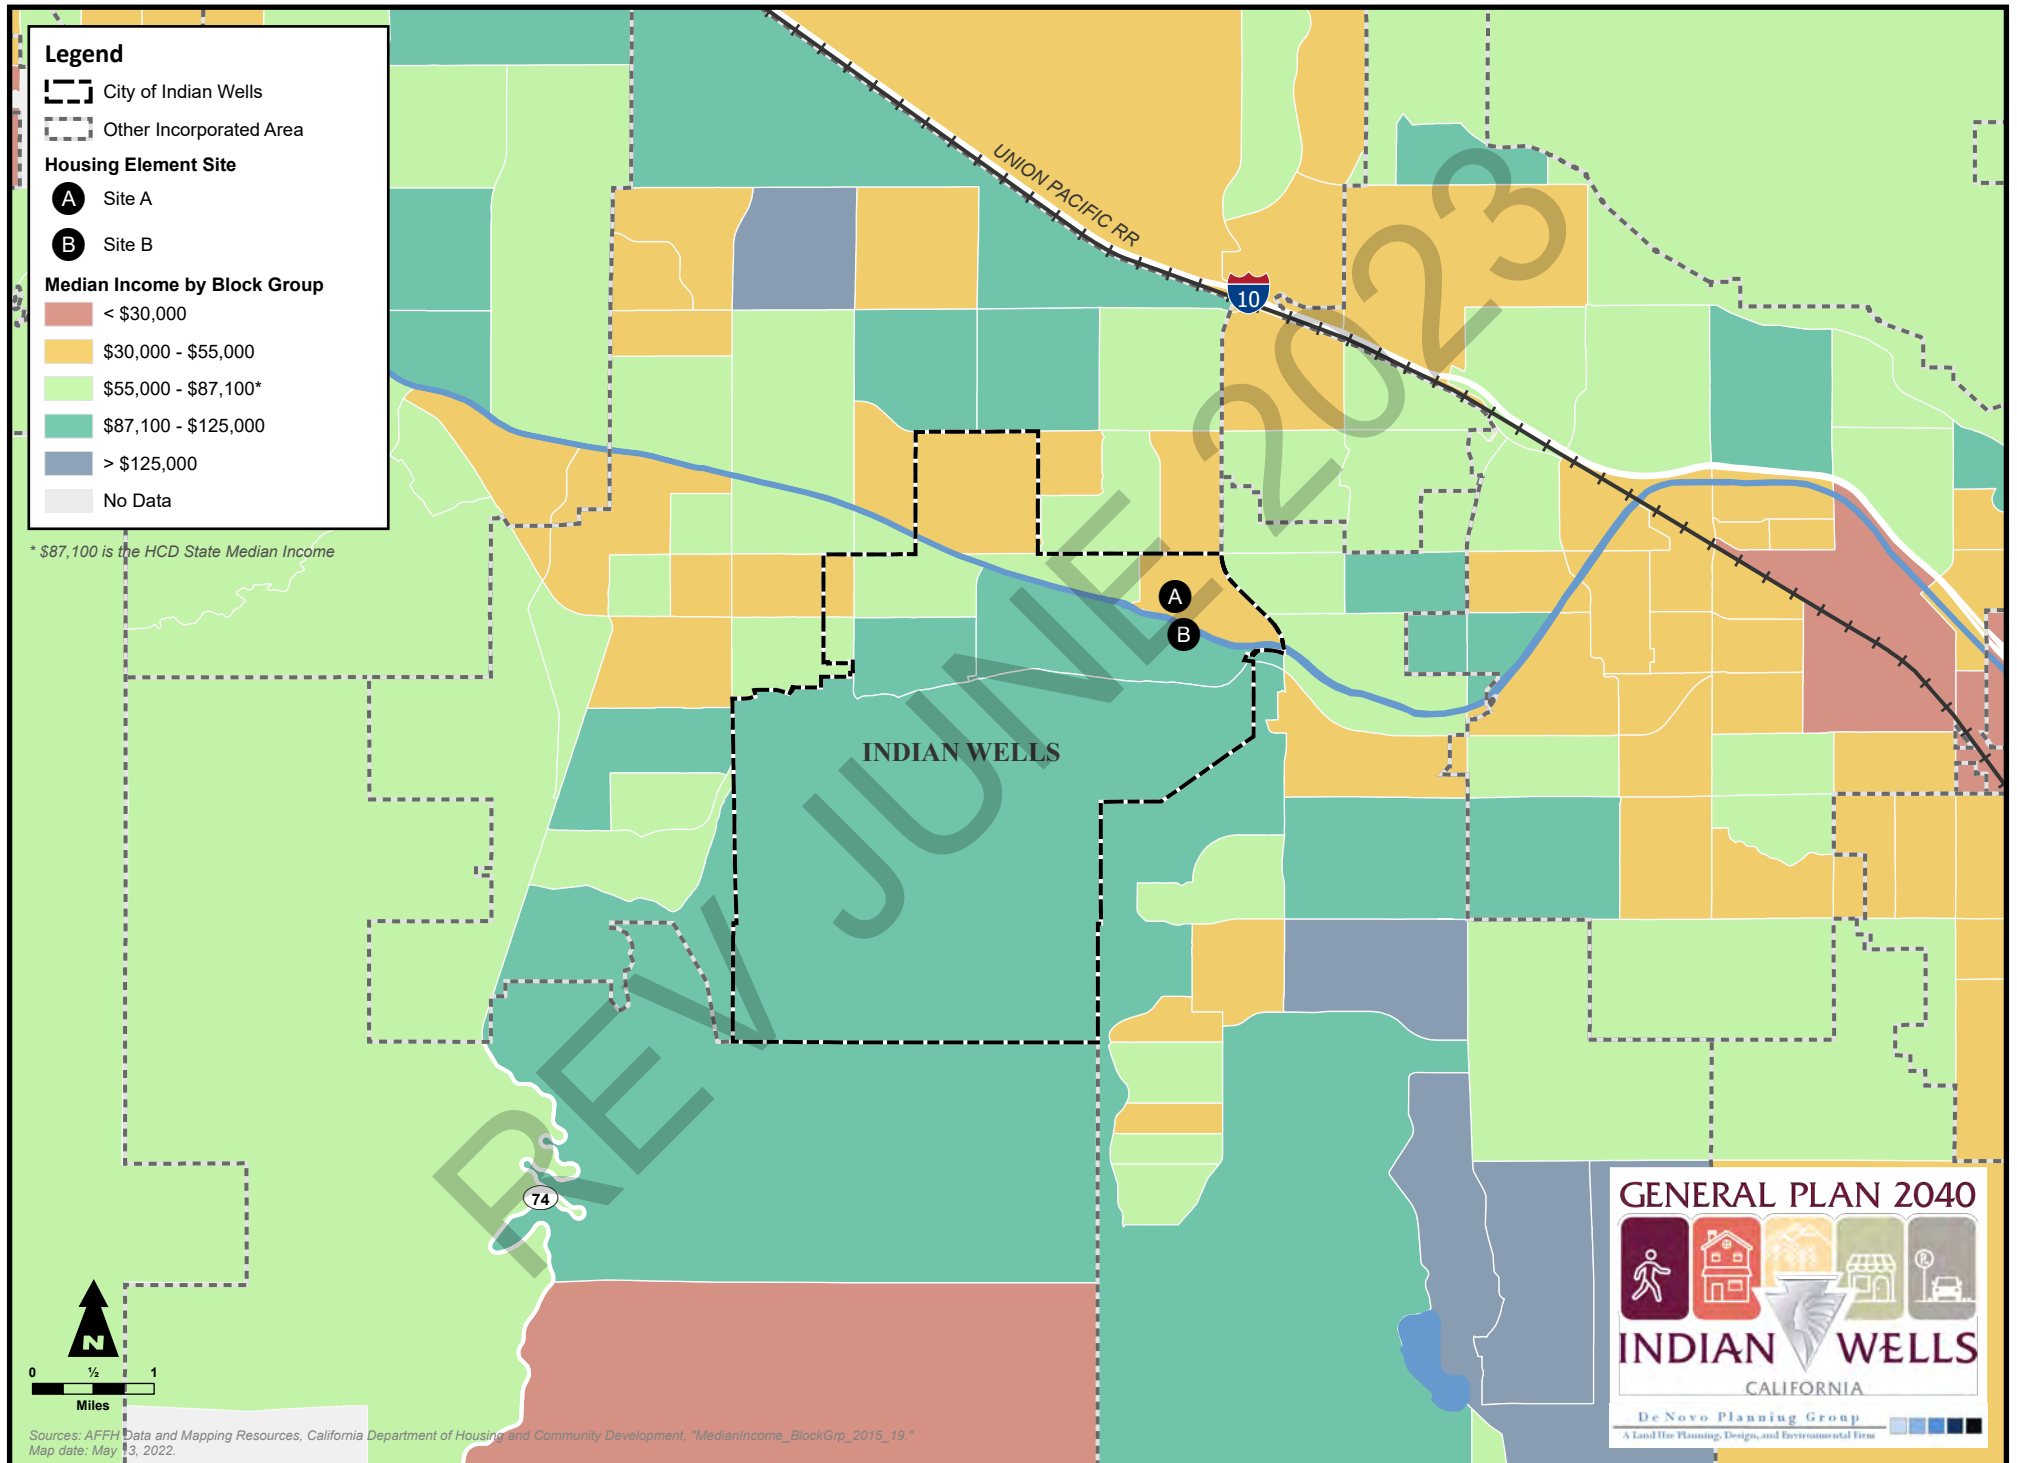 Legend
City of Indian Wells
Other Incorporated Area
Housing Element Site
A Site A
B Site B
Median Income by Block Group
< $30,000
$30,000 - $55,000
$55,000 - $87,100*
$87,100 - $125,000
> $125,000
No Data
* $87,100 is the HCD State Median Income
UNION PACIFIC RR
10
A
B
INDIAN WELLS
REV JUNE 2023
74
N
0 ½ 1
Miles
Sources: AFFH Data and Mapping Resources, California Department of Housing and Community Development, "MedianIncome_BlockGrp_2015_19."
Map date: May 13, 2022.
GENERAL PLAN 2040
INDIAN WELLS
CALIFORNIA
De Novo Planning Group
A Land Use Planning, Design, and Environmental Firm